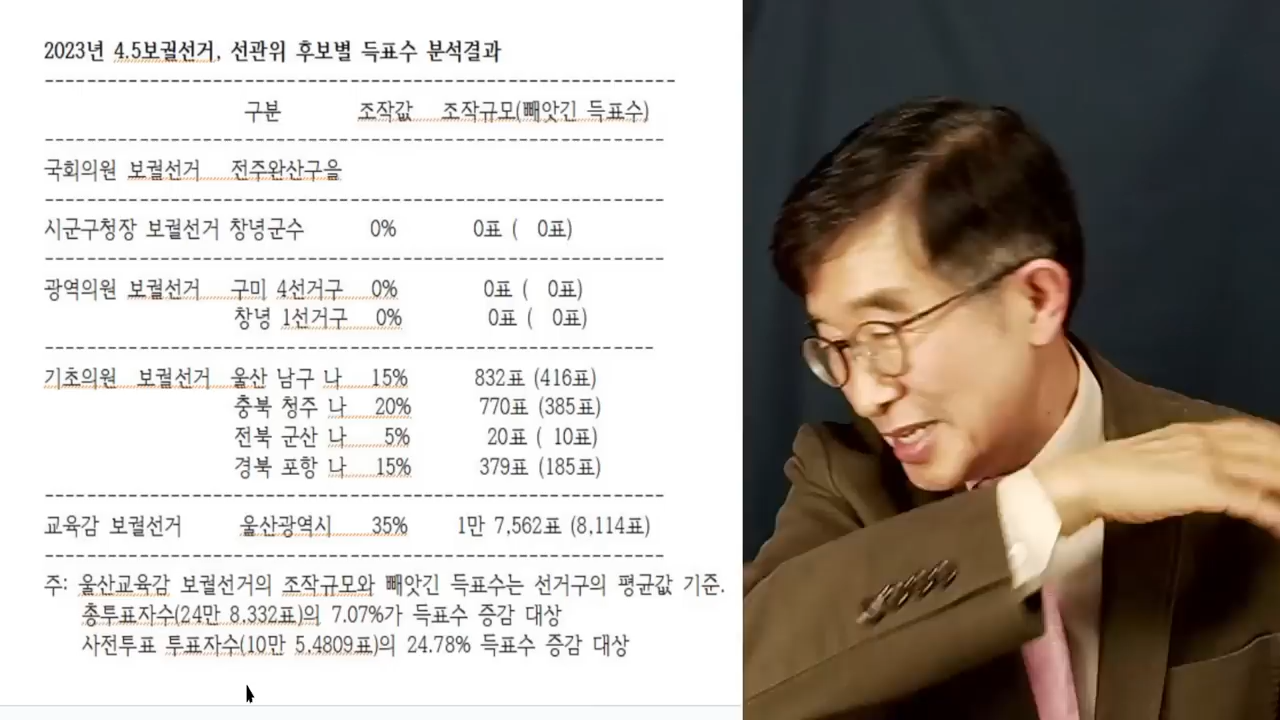 2023년 4.5보궐선거, 선관위 후보별 득표수 분석결과
구분 조작값 조작규모(빼앗긴 득표수)
국회의원 보궐선거 전주완산구을
시군구청장 보궐선거 창녕군수 0% 0표 ( 0표)
광역의원 보궐선거 구미 4선거구 0% 0표 ( 0표)
창녕 1선거구 0% 0표 ( 0표)
기초의원 보궐선거 울산 남구 나 15% 832표 (416표)
충북 청주 나 20% 770표 (385표)
전북 군산 나 5% 20표 ( 10표)
경북 포항 나 15% 379표 (185표)
교육감 보궐선거 울산광역시 35% 1만 7,562표 (8,114표)
주: 울산교육감 보궐선거의 조작규모와 빼앗긴 득표수는 선거구의 평균값 기준.
총투표자수(24만 8,332표)의 7.07%가 득표수 증감 대상
사전투표 투표자수(10만 5,4809표)의 24.78% 득표수 증감 대상